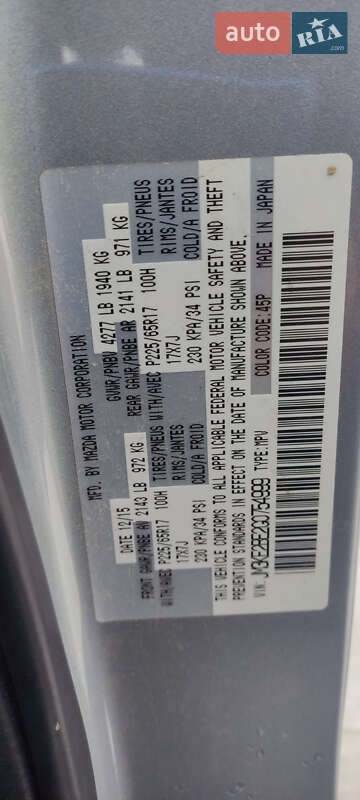 auto RIA
.com
MFD. BY MAZDA MOTOR CORPORATION
DATE 12/15 GVWR/PNBV 4277 LB 1940 KG
FRONT GAWR/PNBE AV 2143 LB 972 KG REAR GAWR/PNBE AR 2141 LB 971 KG
WITH/AVEC P225/65R17 100H TIRES/PNEUS WITH/AVEC P225/65R17 100H TIRES/PNEUS
17X7J RIMS/JANTES 17X7J RIMS/JANTES
230 KPA/34 PSI COLD/A FROID 230 KPA/34 PSI COLD/A FROID
THIS VEHICLE CONFORMS TO ALL APPLICABLE FEDERAL MOTOR VEHICLE SAFETY AND THEFT
PREVENTION STANDARDS IN EFFECT ON THE DATE OF MANUFACTURE SHOWN ABOVE.
VIN: TYPE:MPV COLOR CODE:45P MADE IN JAPAN